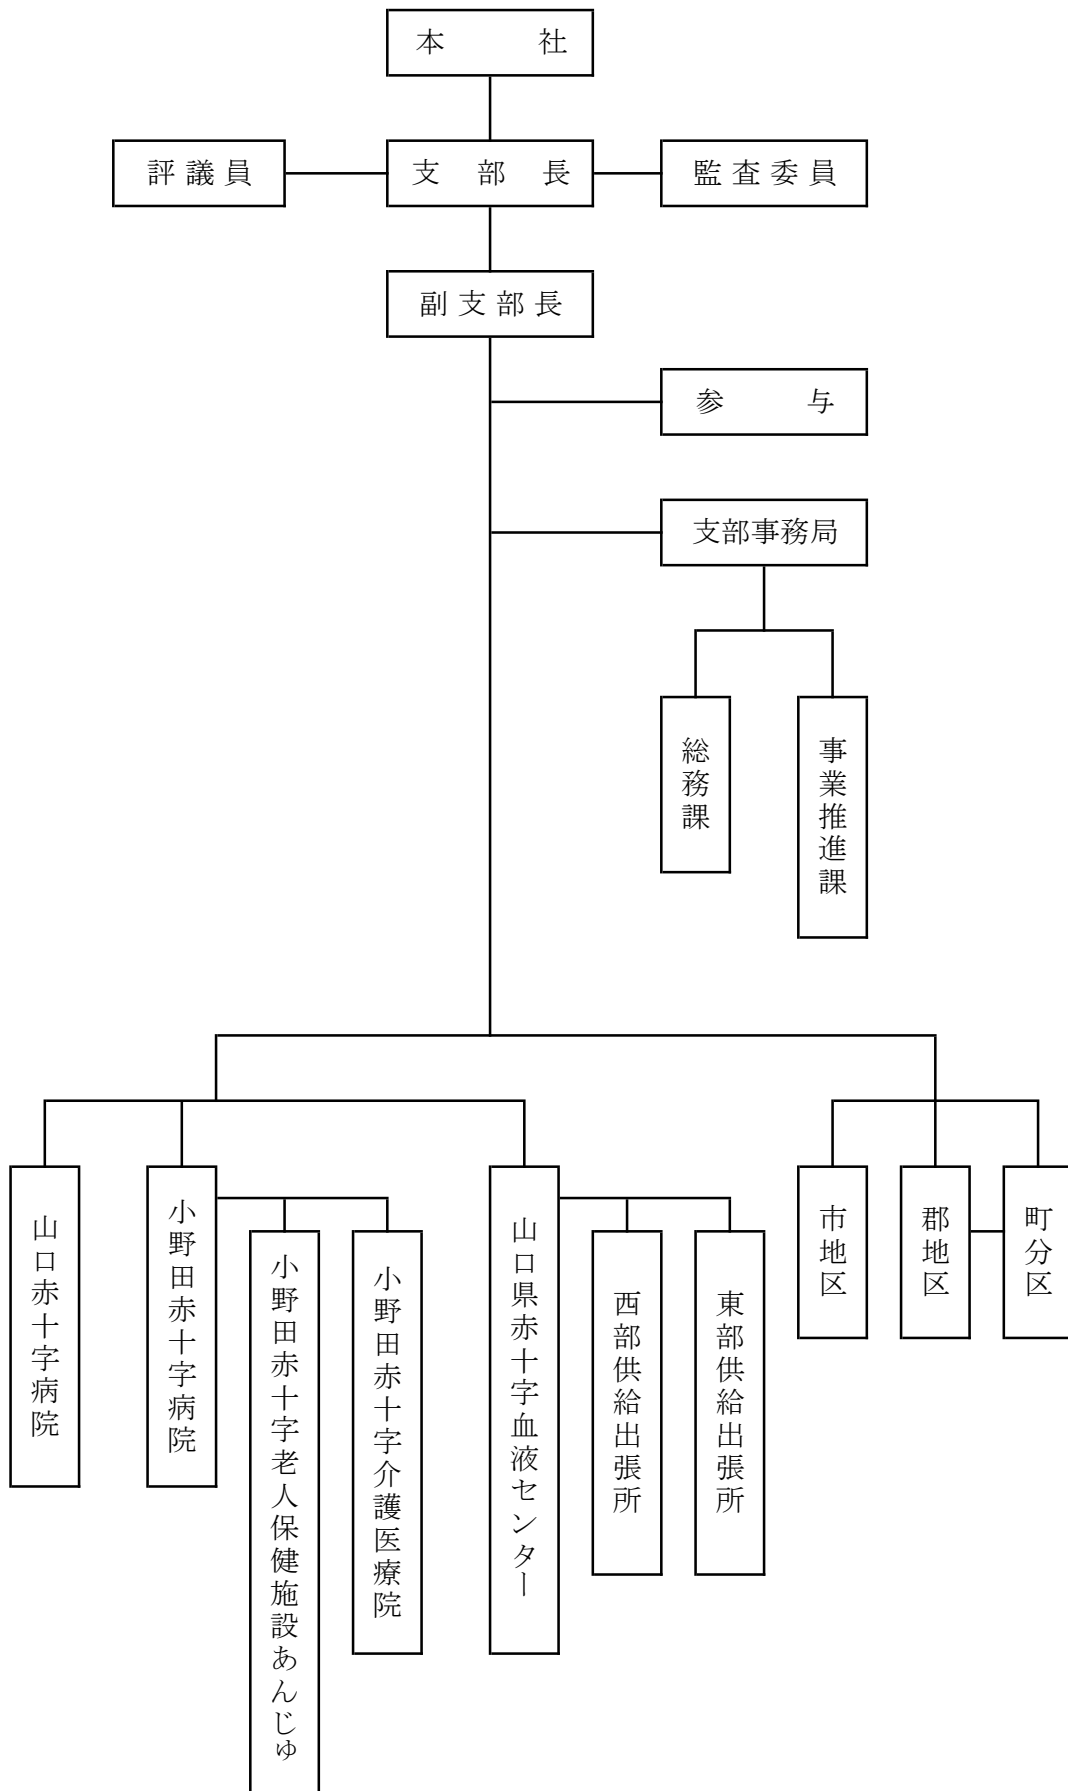 本　　社
評議員
支　部　長
監査委員
副支部長
参　　与
支部事務局
総務課
事業推進課
山口赤十字病院
小野田赤十字病院
小野田赤十字老人保健施設あんじゅ
小野田赤十字介護医療院
山口県赤十字血液センター
西部供給出張所
東部供給出張所
市地区
郡地区
町分区